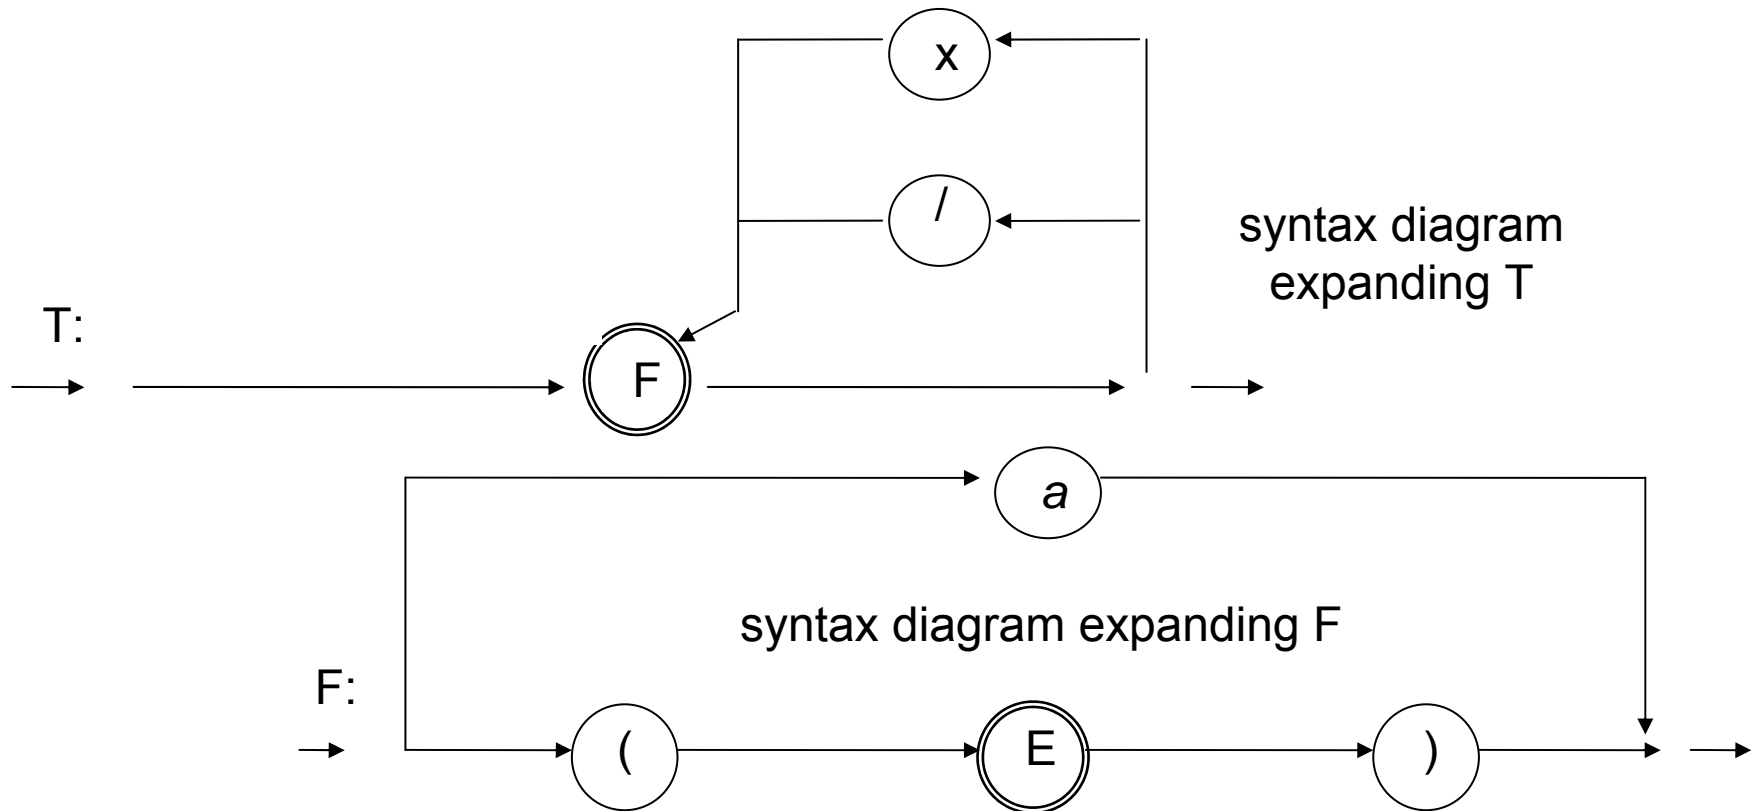 x
/
syntax diagram
expanding T
T:
F
a
syntax diagram expanding F
F:
( E )